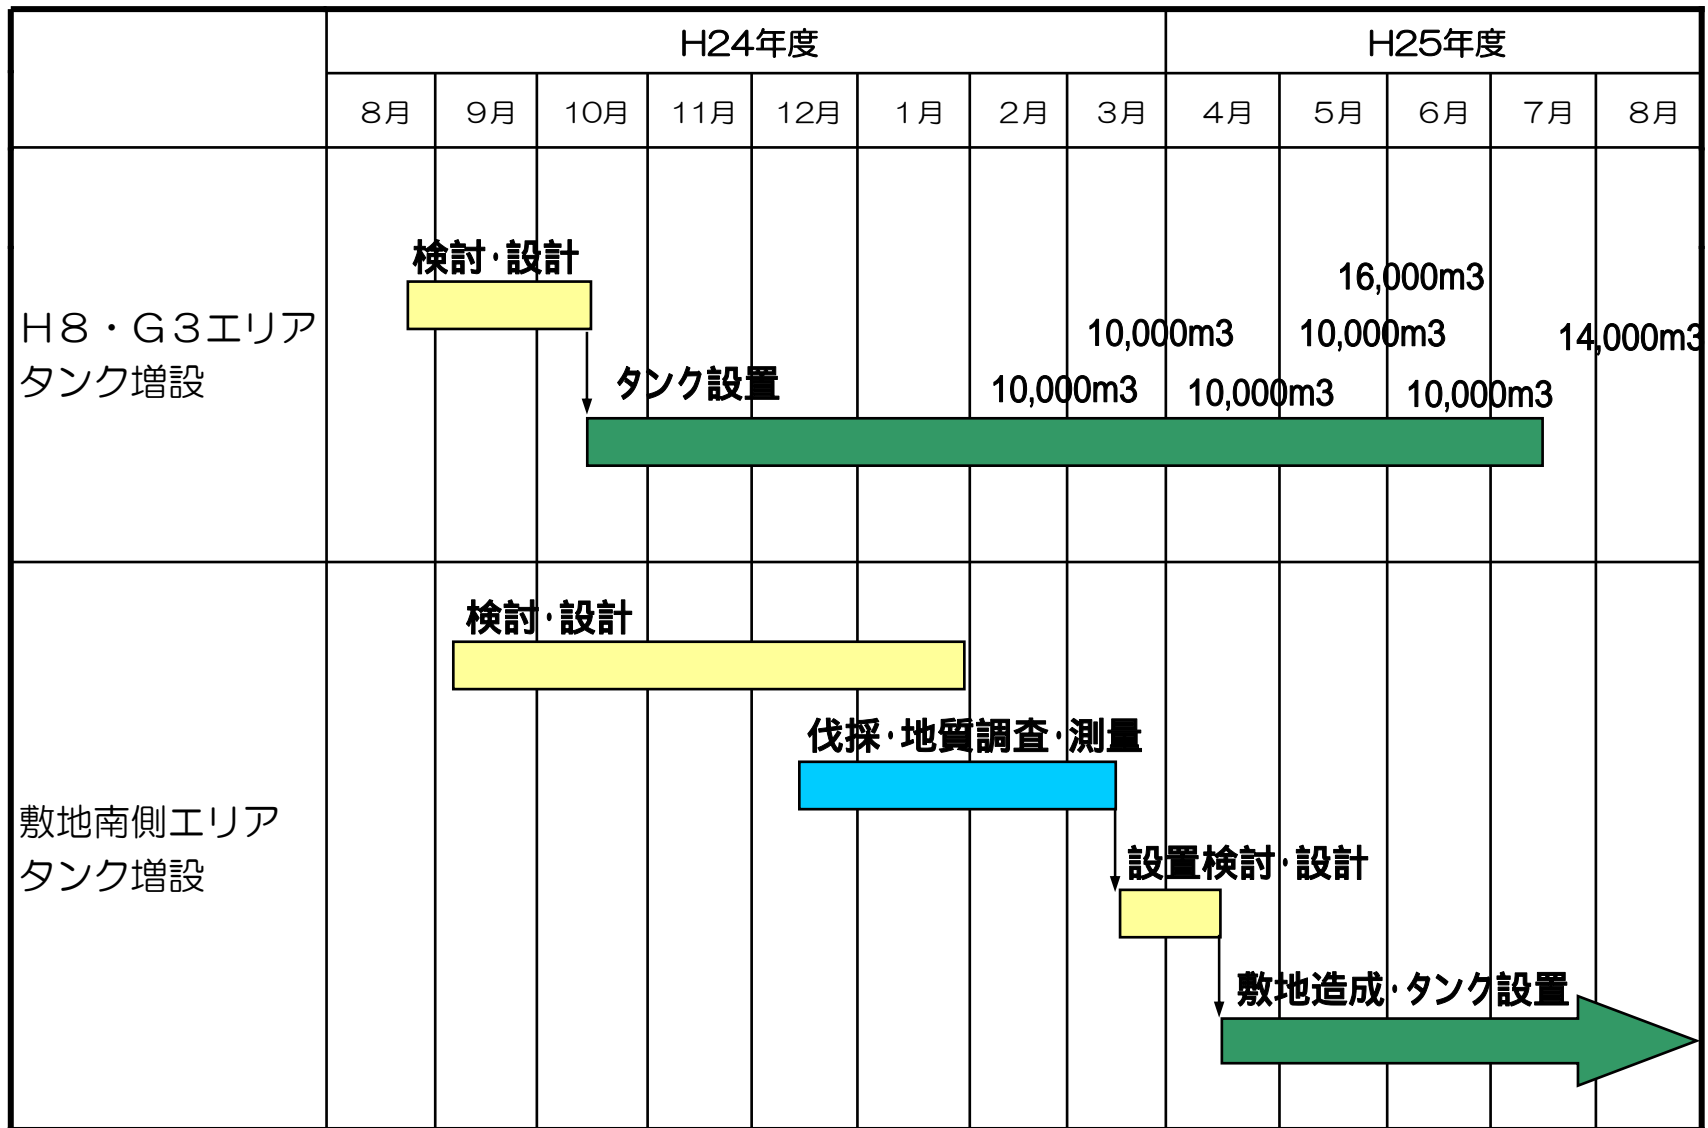 H24年度
H25年度
8月
9月
10月
11月
12月
1月
2月
3月
4月
5月
6月
7月
8月
H8・G3エリア
タンク増設
検討・設計
タンク設置
16,000m3
10,000m3
10,000m3
14,000m3
10,000m3
10,000m3
10,000m3
敷地南側エリア
タンク増設
検討・設計
伐採・地質調査・測量
設置検討・設計
敷地造成・タンク設置